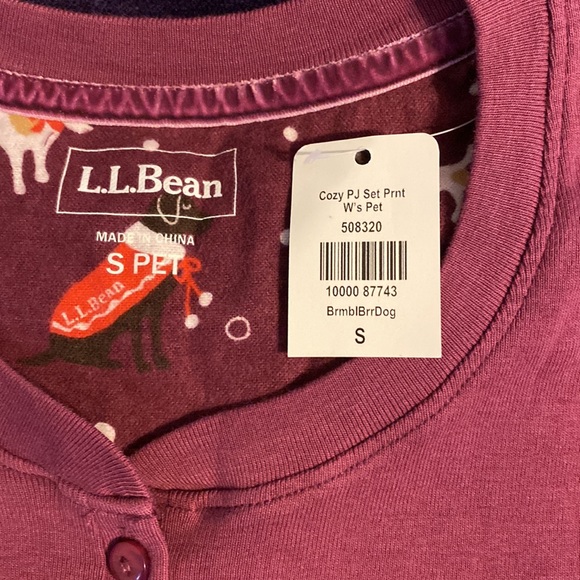 L.L.Bean
MADE IN CHINA
S PET
L.L.Bean
Cozy PJ Set Prnt
W's Pet
508320
10000 87743
BrmblBrrDog
S